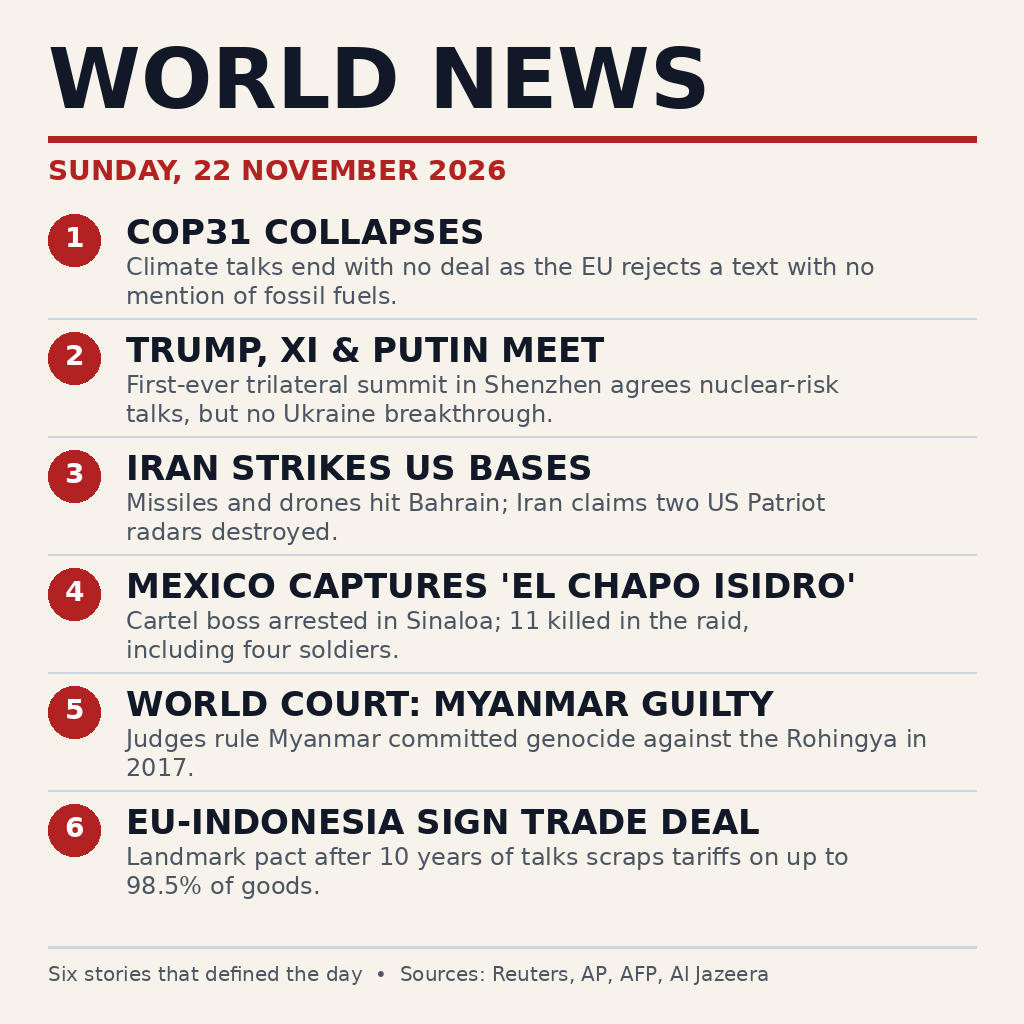 WORLD NEWS
SUNDAY, 22 NOVEMBER 2026
1
COP31 COLLAPSES
Climate talks end with no deal as the EU rejects a text with no
mention of fossil fuels.
2
TRUMP, XI & PUTIN MEET
First-ever trilateral summit in Shenzhen agrees nuclear-risk
talks, but no Ukraine breakthrough.
3
IRAN STRIKES US BASES
Missiles and drones hit Bahrain; Iran claims two US Patriot
radars destroyed.
4
MEXICO CAPTURES 'EL CHAPO ISIDRO'
Cartel boss arrested in Sinaloa; 11 killed in the raid,
including four soldiers.
5
WORLD COURT: MYANMAR GUILTY
Judges rule Myanmar committed genocide against the Rohingya in
2017.
6
EU-INDONESIA SIGN TRADE DEAL
Landmark pact after 10 years of talks scraps tariffs on up to
98.5% of goods.
Six stories that defined the day • Sources: Reuters, AP, AFP, Al Jazeera